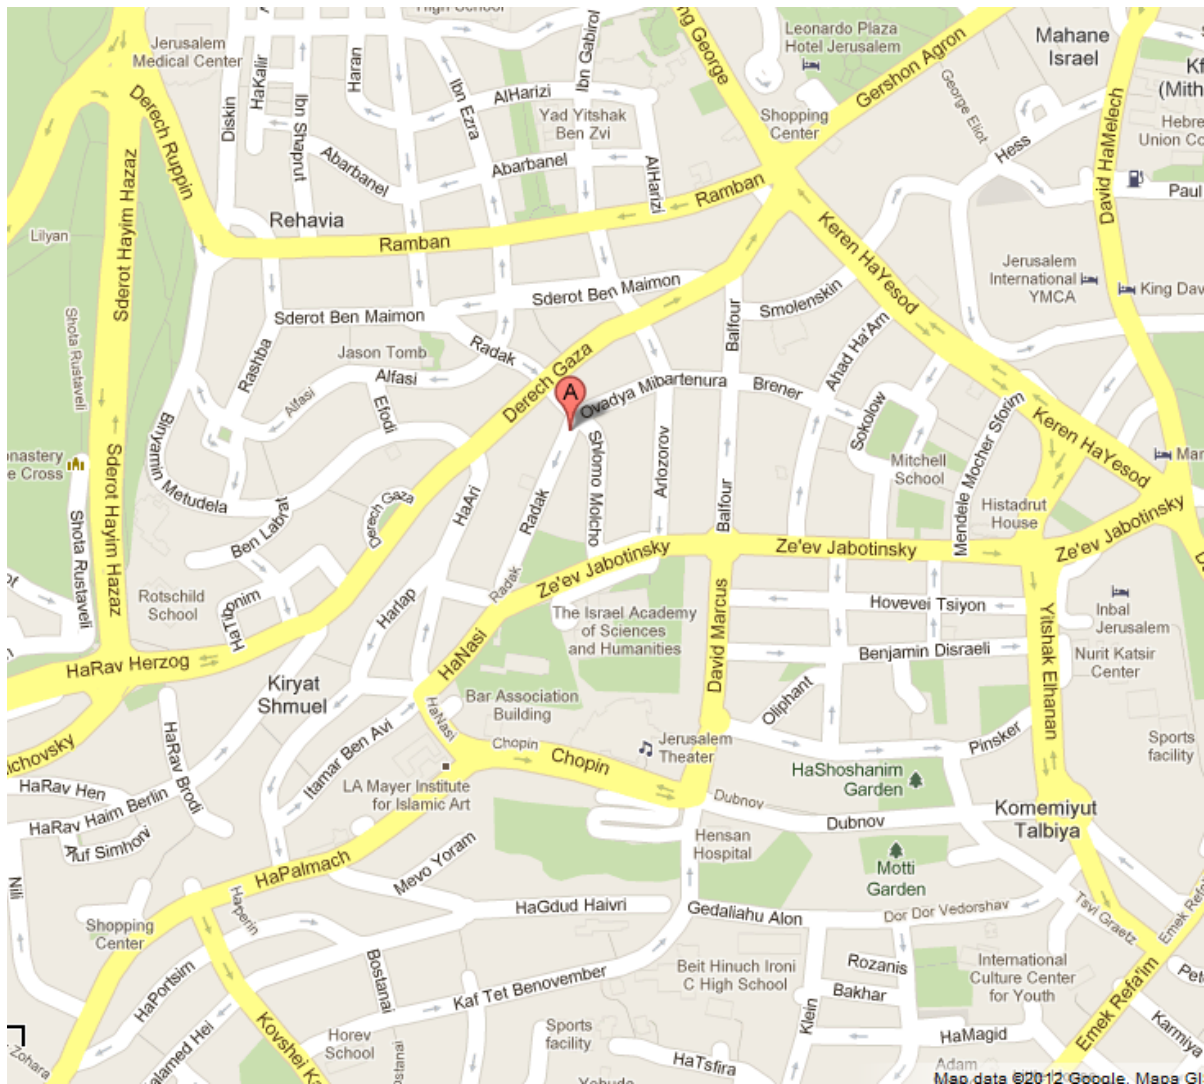 High School
Jerusalem
Medical Center
HaKalir
Haran
Ibn Ezra
Ibn Gabirol
King George
Leonardo Plaza
Hotel Jerusalem
Gershon Agron
Mahane
Israel
Derech Ruppin
Diskin
Ibn Shaprut
AlHarizi
Yad Yitshak
Ben Zvi
Shopping
Center
George Eliot
Hess
David HaMelech
Abarbanel
Abarbanel
AlHarizi
Ramban
Ramban
Paul
Rehavia
Lilyan
Sderot Hayim Hazaz
Keren HaYesod
Jerusalem
International
YMCA
Sderot Ben Maimon
Sderot Ben Maimon
Smolenskin
Balfour
Shota Rustaveli
Rashba
Jason Tomb
Radak
Derech Gaza
Alfasi
Alfasi
Efodi
A
Ovadya Mibartenura
Brener
Ahad Ha'Am
Sokolow
Mendele Mocher Sforim
Keren HaYesod
Binyamin Metudela
Sderot Hayim Hazaz
Shlomo Molcho
Arlozorov
Balfour
Mitchell
School
Histadrut
House
HaAri
Radak
Derech Gaza
Ben Labrat
Ze'ev Jabotinsky
Ze'ev Jabotinsky
Ze'ev Jabotinsky
Shota Rustaveli
Rotschild
School
HaTibonim
Harlap
Radak
The Israel Academy
of Sciences
and Humanities
David Marcus
Hovevei Tsiyon
Benjamin Disraeli
Yitshak Elhanan
Inbal
Jerusalem
Nurit Katsir
Center
HaRav Herzog
Kiryat
Shmuel
HaNasi
HaNasi
Bar Association
Building
Oliphant
Pinsker
Chopin
Chopin
Jerusalem
Theater
Sports
facility
HaRav Brodi
Itamar Ben Avi
LA Mayer Institute
for Islamic Art
HaShoshanim
Garden
HaRav Hen
HaRav Haim Berlin
Aluf Simhoni
Dubnov
Dubnov
Komemiyut
Talbiya
Hensan
Hospital
Motti
Garden
HaPalmach
Mevo Yoram
Nili
Shopping
Center
HaGdud Haivri
Gedaliahu Alon
Dor Dor Vedorshav
Tsvi Graetz
Emek Refa'im
HaPortsim
Bostanai
Kaf Tet Benovember
Beit Hinuch Ironi
C High School
Rozanis
Bakhar
Klein
International
Culture Center
for Youth
Horev
School
Sports
facility
HaTsfira
HaMagid
Adam
Karmiya
Map data ©2012 Google, Mapa GI